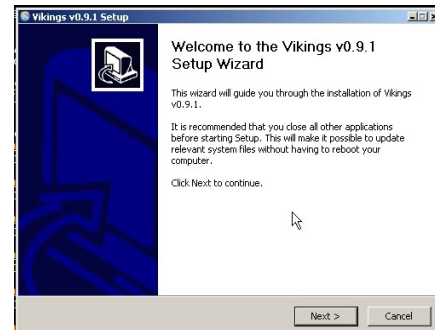 Vikings v0.9.1 Setup
Welcome to the Vikings v0.9.1
Setup Wizard
This wizard will guide you through the installation of Vikings
v0.9.1.
It is recommended that you close all other applications
before starting Setup. This will make it possible to update
relevant system files without having to reboot your
computer.
Click Next to continue.
Next >
Cancel